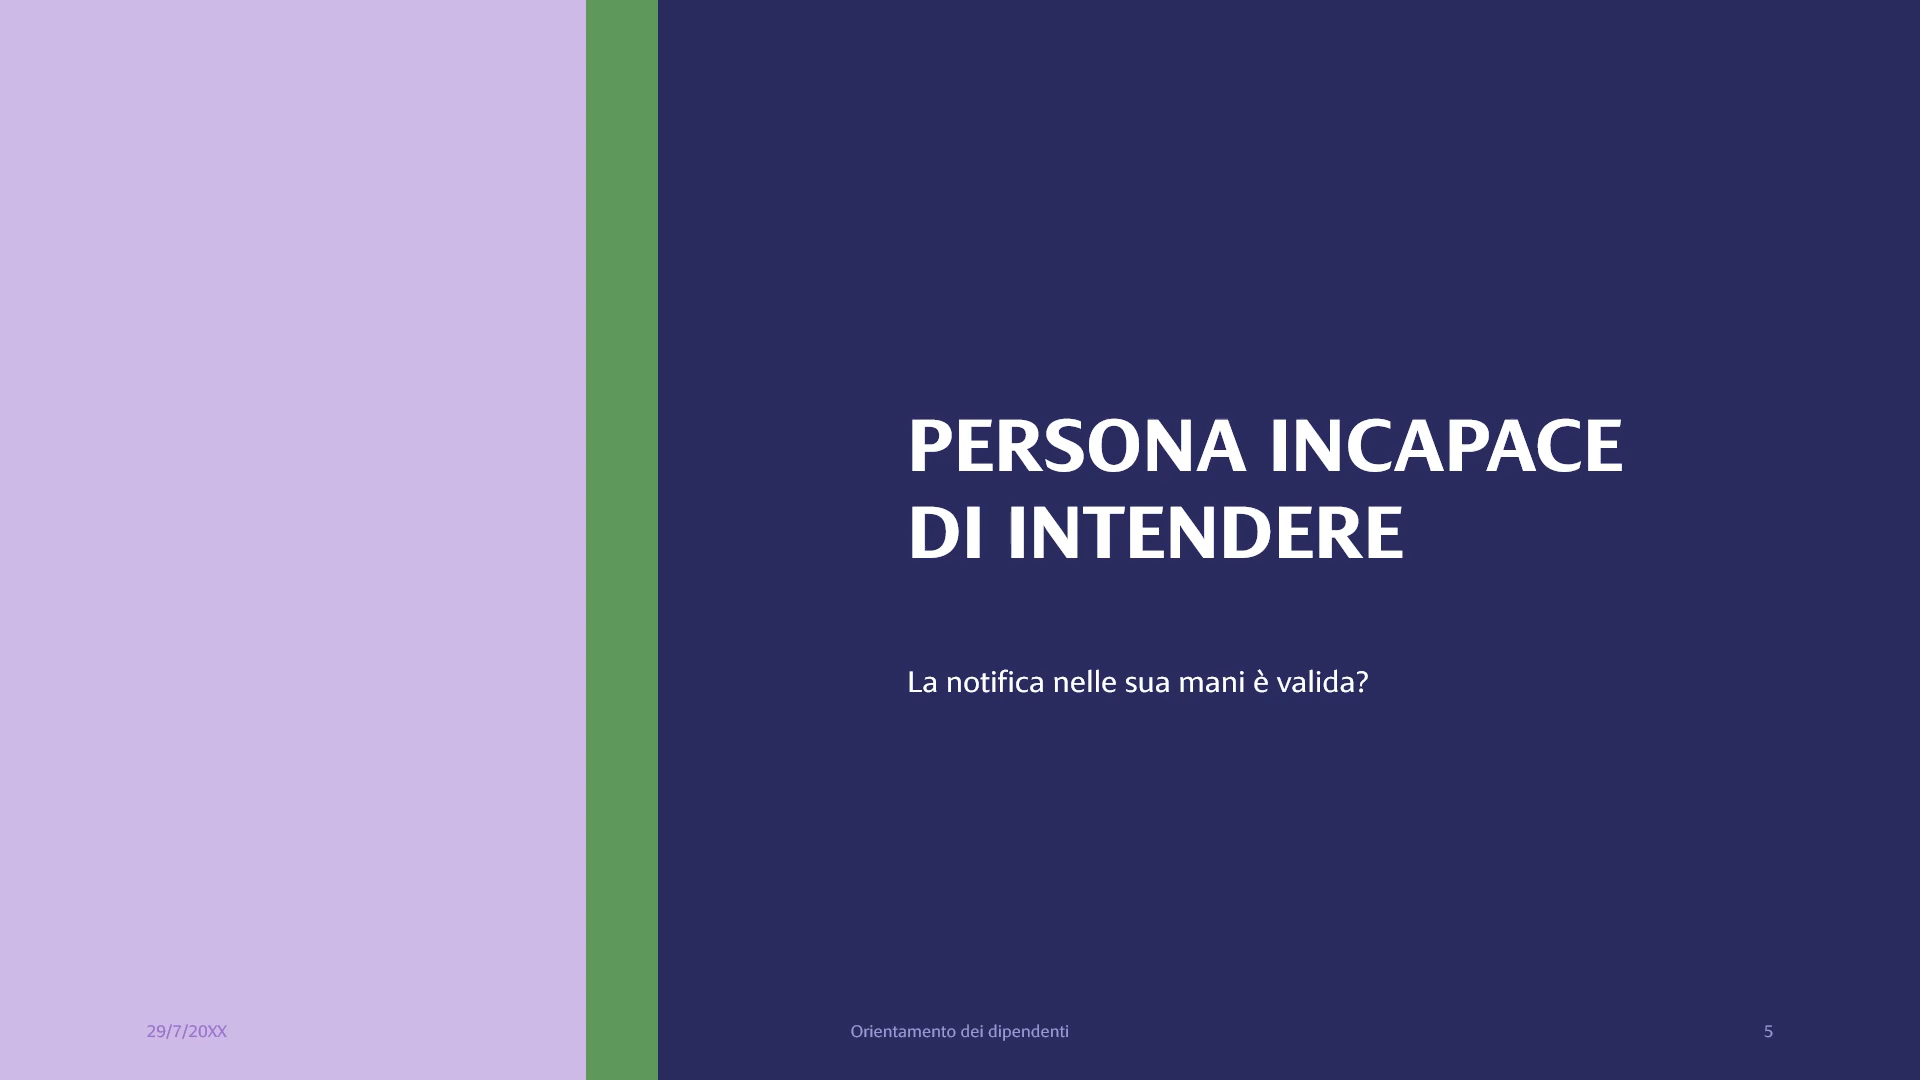 PERSONA INCAPACE
DI INTENDERE
La notifica nelle sua mani è valida?
29/7/20XX
Orientamento dei dipendenti
5